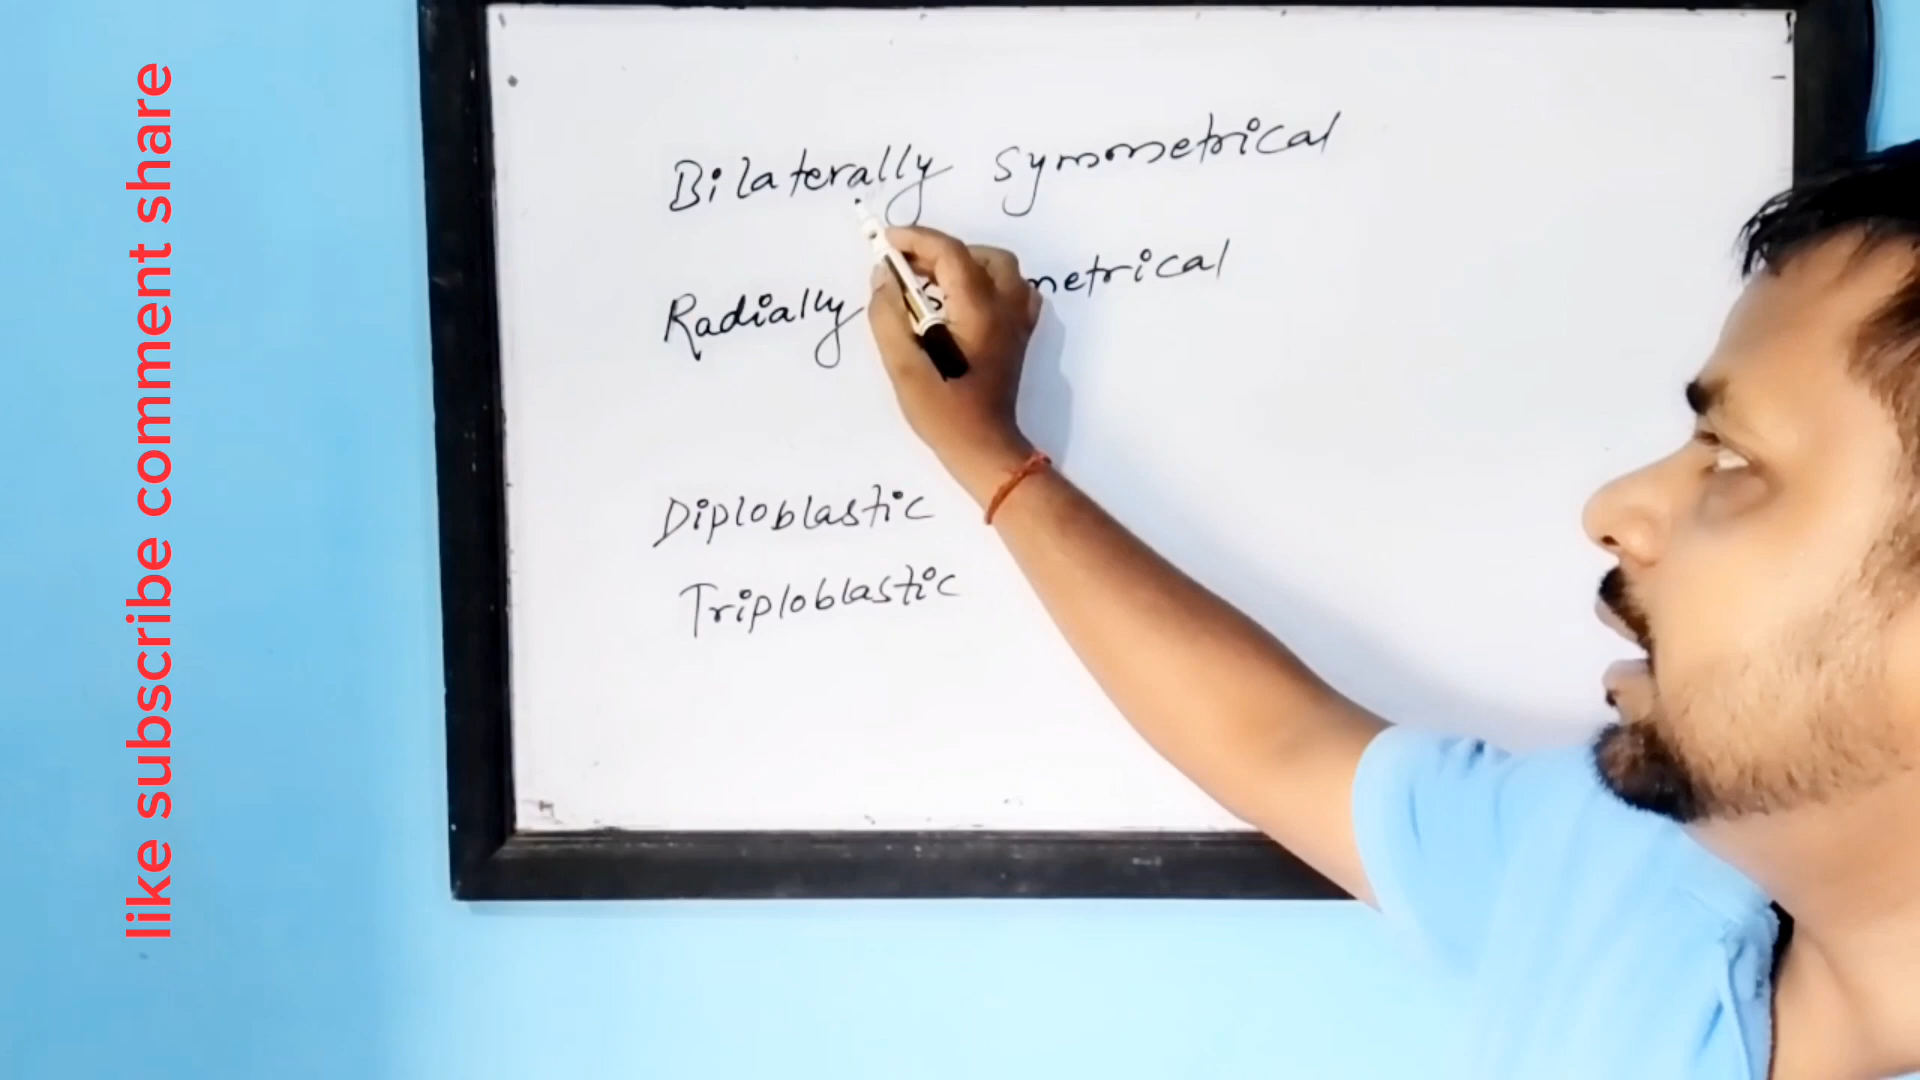 like subscribe comment share
Bilaterally symmetrical
Radially metrical
Diploblastic
Triploblastic